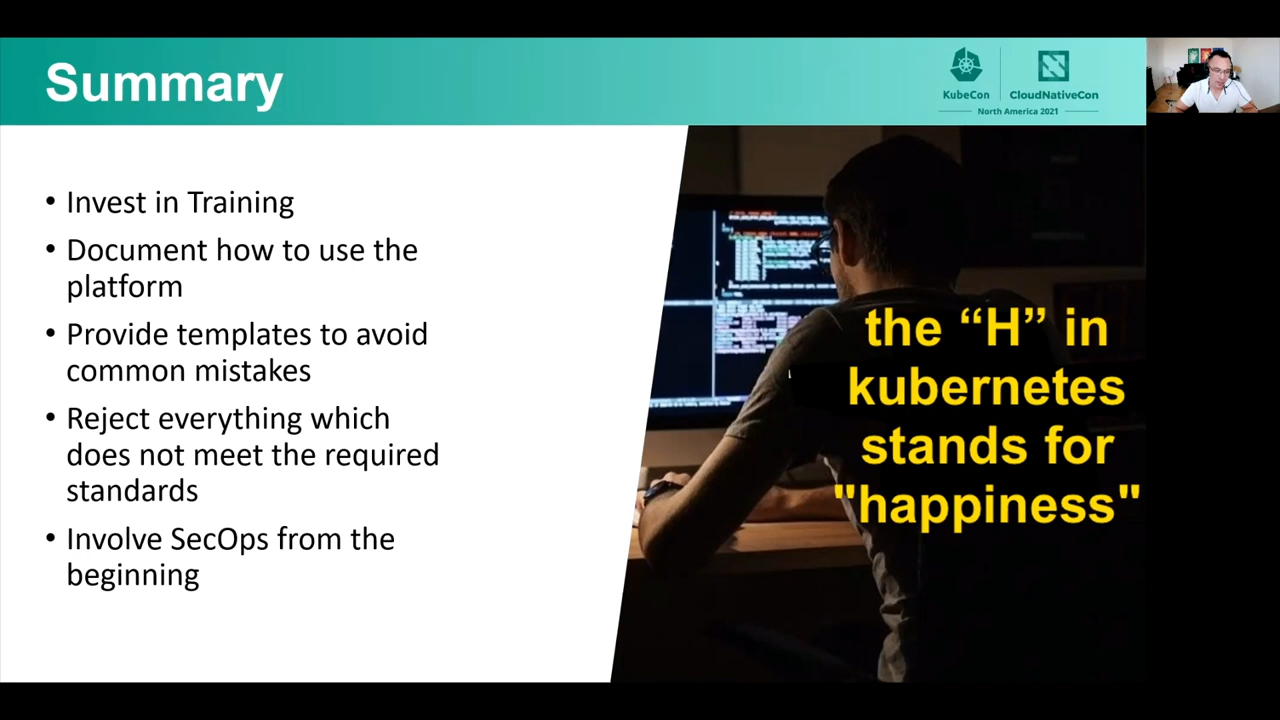 Summary
KubeCon
CloudNativeCon
North America 2021
• Invest in Training
• Document how to use the
platform
• Provide templates to avoid
common mistakes
• Reject everything which
does not meet the required
standards
• Involve SecOps from the
beginning
the “H” in
kubernetes
stands for
"happiness"